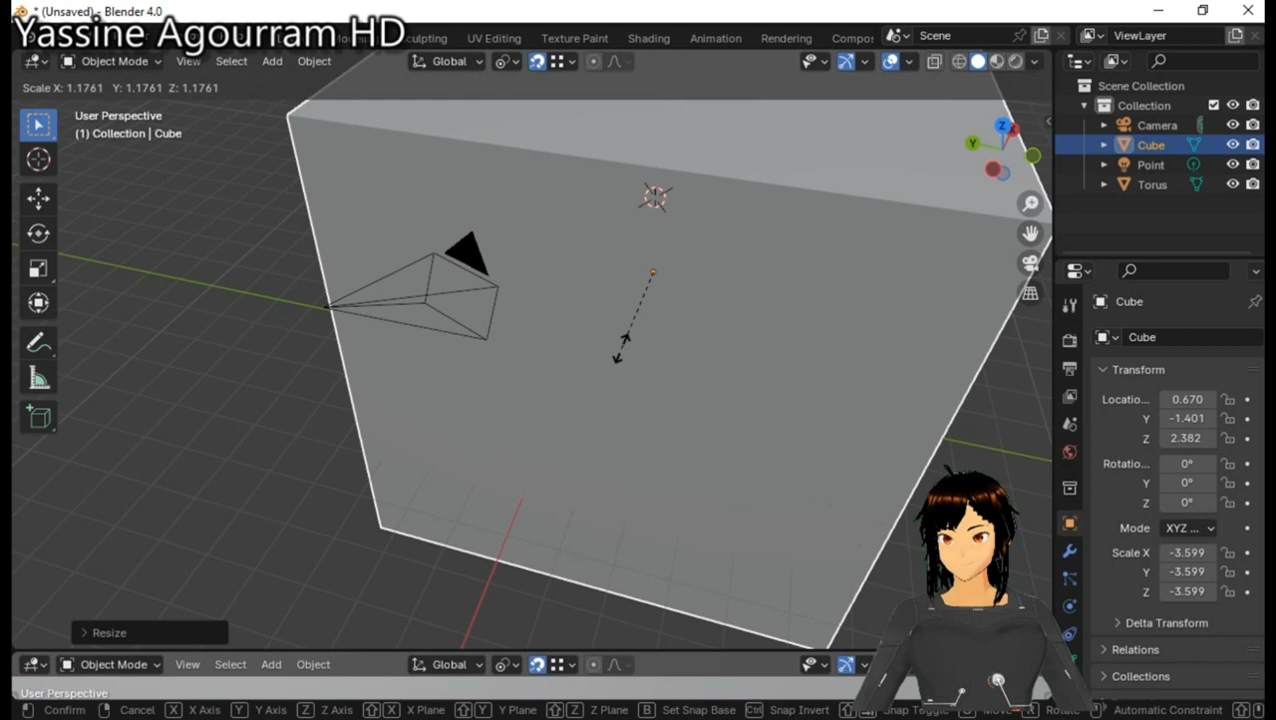 * (Unsaved) - Blender 4.0
Yassine Agourram HD
UV Editing
Texture Paint
Shading
Animation
Rendering
Compos
Scene
ViewLayer
Object Mode
View
Select
Add
Object
Global
Scale X: 1.1761 Y: 1.1761 Z: 1.1761
User Perspective
(1) Collection | Cube
Z
X
Y
Scene Collection
Collection
Camera
Cube
Point
Torus
Cube
Cube
Transform
Locatio... 0.670
Y -1.401
Z 2.382
Rotatio... 0°
Y 0°
Z 0°
Mode XYZ ...
Scale X -3.599
Y -3.599
Z -3.599
Delta Transform
Relations
Collections
Resize
Object Mode
View
Select
Add
Object
Global
User Perspective
Confirm Cancel X X Axis Y Y Axis Z Z Axis X X Plane Y Y Plane Z Z Plane B Set Snap Base Ctrl Snap Invert Rotate Automatic Constraint